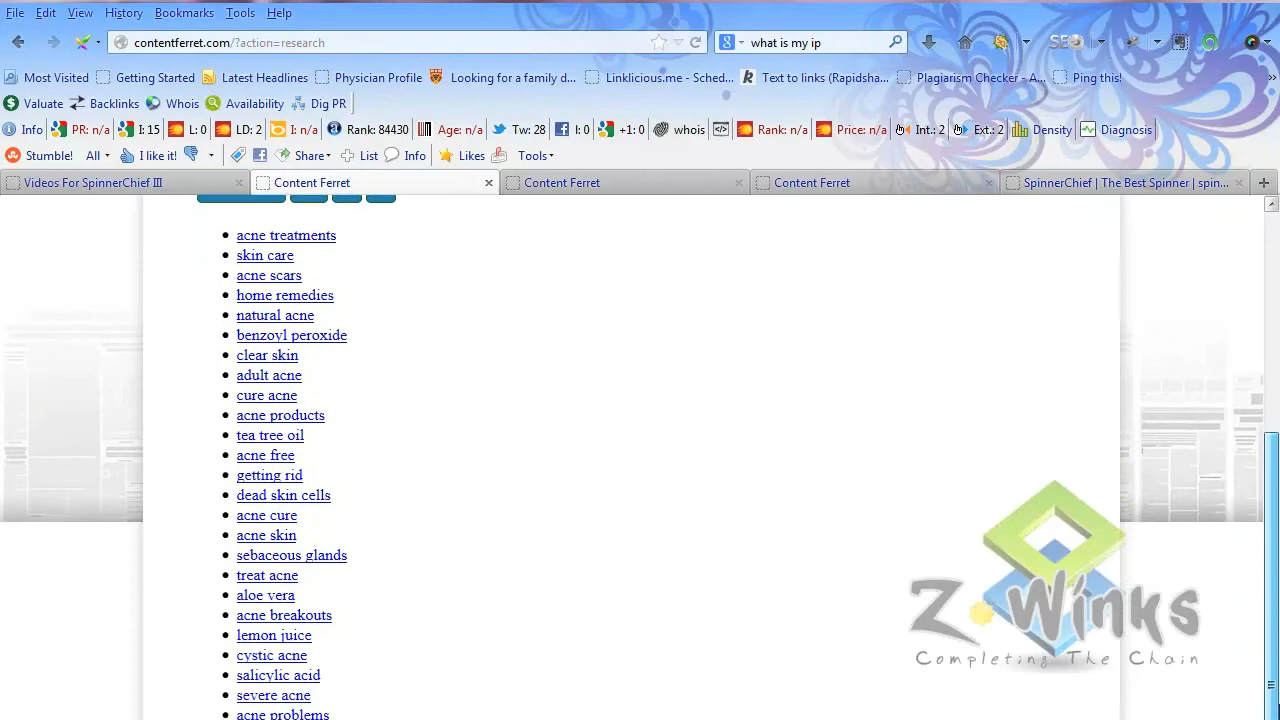 File Edit View History Bookmarks Tools Help
contentferret.com/?action=research what is my ip SEO
Most Visited Getting Started Latest Headlines Physician Profile Looking for a family d... Linklicious.me - Sched... Text to links (Rapidsha... Plagiarism Checker - A... Ping this! »
Valuate Backlinks Whois Availability Dig PR
Info PR: n/a I: 15 L: 0 LD: 2 I: n/a Rank: 84430 Age: n/a Tw: 28 I: 0 +1: 0 whois Rank: n/a Price: n/a Int.: 2 Ext.: 2 Density Diagnosis
Stumble! All I like it! Share List Info Likes Tools
Videos For SpinnerChief III Content Ferret Content Ferret Content Ferret SpinnerChief | The Best Spinner | spin...
acne treatments
skin care
acne scars
home remedies
natural acne
benzoyl peroxide
clear skin
adult acne
cure acne
acne products
tea tree oil
acne free
getting rid
dead skin cells
acne cure
acne skin
sebaceous glands
treat acne
aloe vera
acne breakouts
lemon juice
cystic acne
salicylic acid
severe acne
acne problems
Z Winks
Completing The Chain